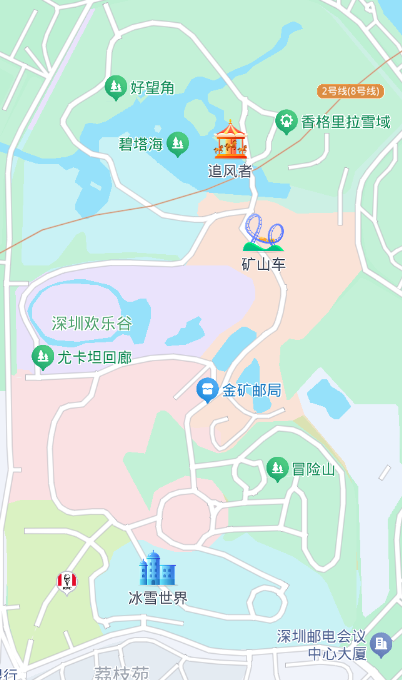 好望角
2号线(8号线)
香格里拉雪域
碧塔海
追风者
矿山车
深圳欢乐谷
尤卡坦回廊
金矿邮局
冒险山
KFC
冰雪世界
深圳邮电会议
中心大厦
银行
荔枝苑